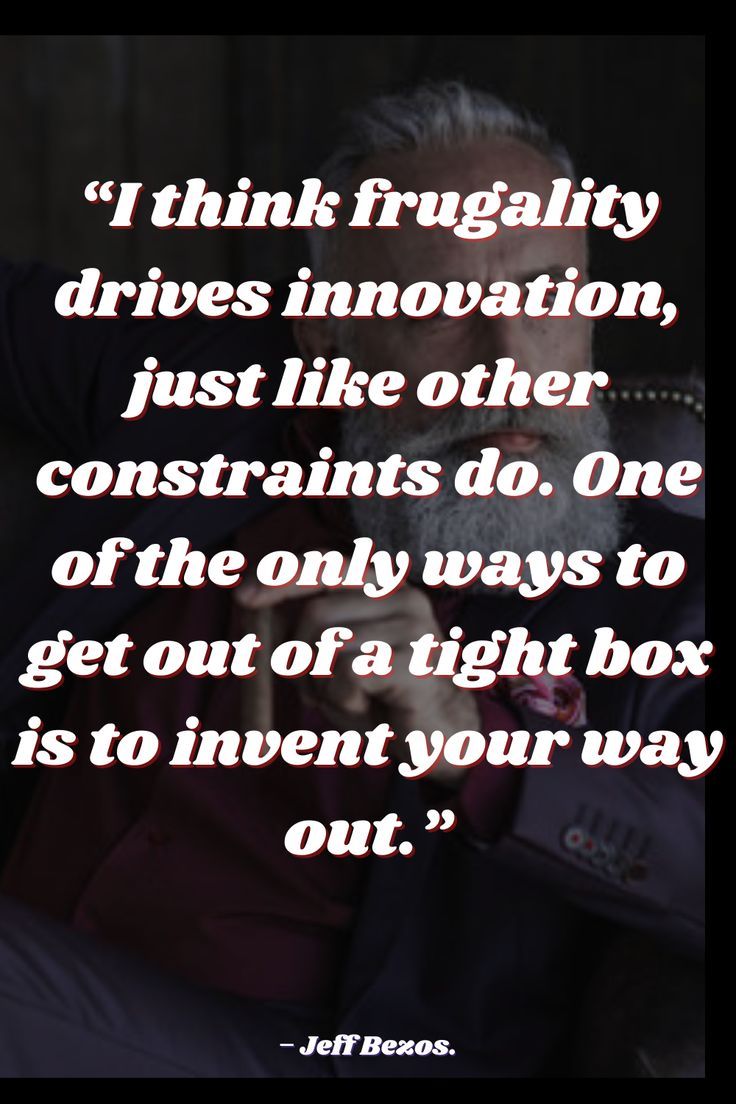 “I think frugality
drives innovation,
just like other
constraints do. One
of the only ways to
get out of a tight box
is to invent your way
out.”
– Jeff Bezos.